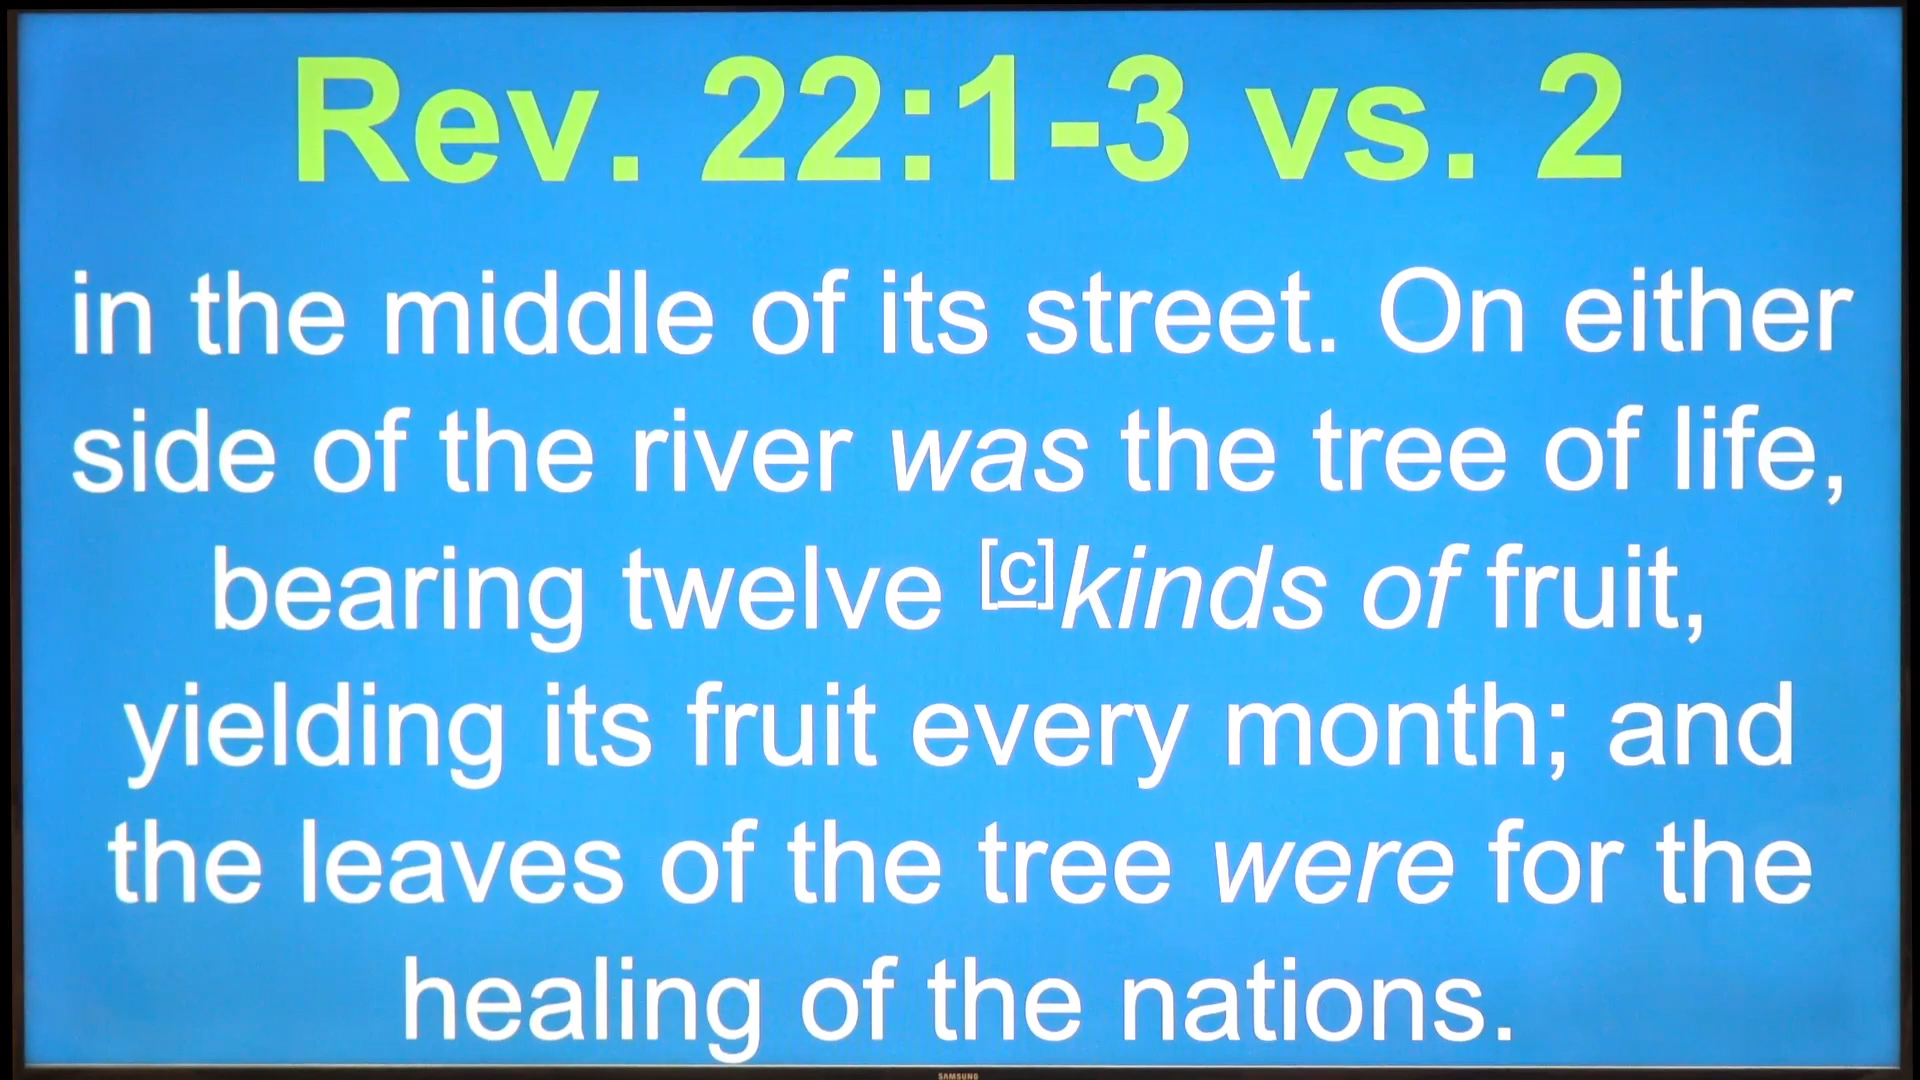 Rev. 22:1-3 vs. 2
in the middle of its street. On either
side of the river was the tree of life,
bearing twelve [c]kinds of fruit,
yielding its fruit every month; and
the leaves of the tree were for the
healing of the nations.
SAMSUNG